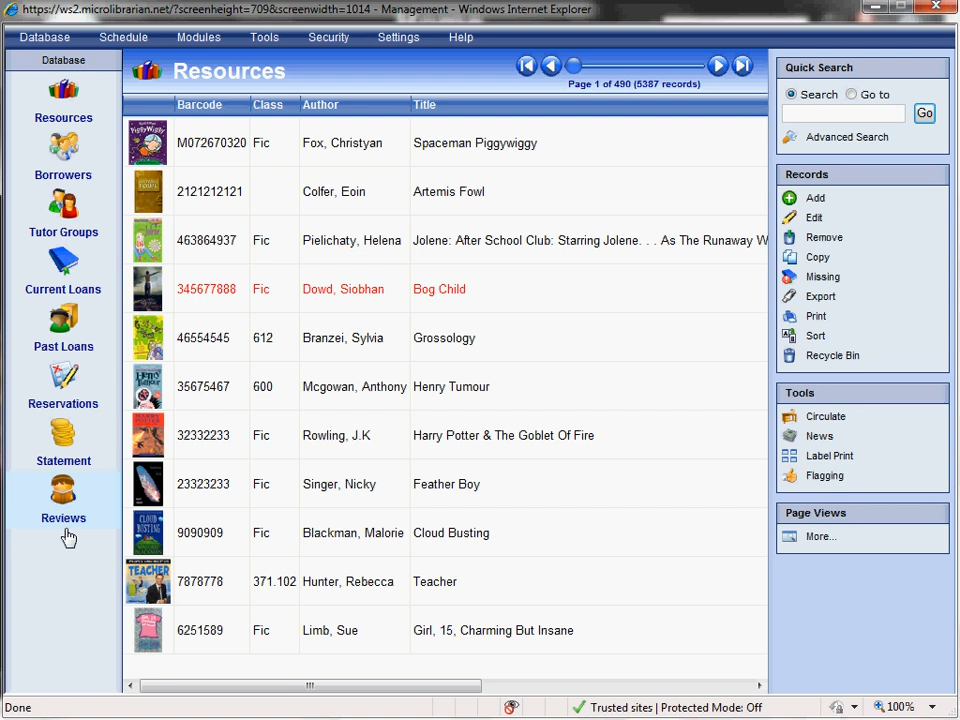 https://ws2.microlibrarian.net/?screenheight=709&screenwidth=1014 - Management - Windows Internet Explorer
Database Schedule Modules Tools Security Settings Help
Database
Resources
Borrowers
Tutor Groups
Current Loans
Past Loans
Reservations
Statement
Reviews
Resources
Page 1 of 490 (5387 records)
Barcode Class Author Title
M072670320 Fic Fox, Christyan Spaceman Piggywiggy
2121212121 Colfer, Eoin Artemis Fowl
463864937 Fic Pielichaty, Helena Jolene: After School Club: Starring Jolene. . . As The Runaway W
345677888 Fic Dowd, Siobhan Bog Child
46554545 612 Branzei, Sylvia Grossology
35675467 600 Mcgowan, Anthony Henry Tumour
32332233 Fic Rowling, J.K Harry Potter & The Goblet Of Fire
23323233 Fic Singer, Nicky Feather Boy
9090909 Fic Blackman, Malorie Cloud Busting
7878778 371.102 Hunter, Rebecca Teacher
6251589 Fic Limb, Sue Girl, 15, Charming But Insane
CLOUD
BUSTING
TEACHER
Quick Search
Search Go to
Go
Advanced Search
Records
Add
Edit
Remove
Copy
Missing
Export
Print
Sort
Recycle Bin
Tools
Circulate
News
Label Print
Flagging
Page Views
More...
Done
Trusted sites | Protected Mode: Off
100%